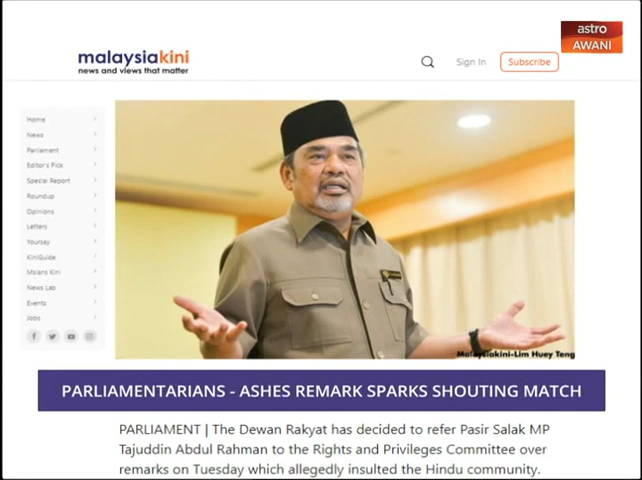 astro
AWANI
malaysiakini
news and views that matter
Sign In
Subscribe
Home
News
Parliament
Editor's Pick
Special Report
Roundup
Opinions
Letters
Yoursay
KiniGuide
Msians Kini
News Lab
Events
Jobs
Malaysiakini-Lim Huey Teng
PARLIAMENTARIANS - ASHES REMARK SPARKS SHOUTING MATCH
PARLIAMENT | The Dewan Rakyat has decided to refer Pasir Salak MP
Tajuddin Abdul Rahman to the Rights and Privileges Committee over
remarks on Tuesday which allegedly insulted the Hindu community.